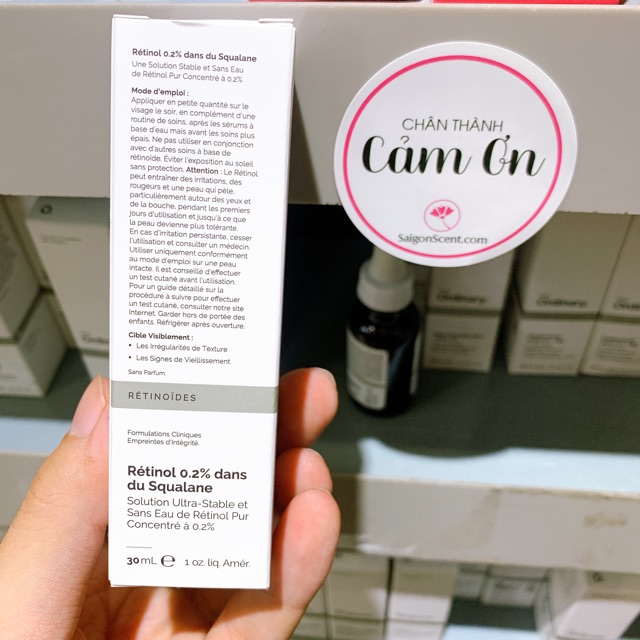 Rétinol 0.2% dans du Squalane
Une Solution Stable et Sans Eau
de Rétinol Pur Concentré à 0.2%
Mode d'emploi :
Appliquer en petite quantité sur le
visage le soir, en complément d'une
routine de soins, après les sérums à
base d'eau mais avant les soins plus
épais. Ne pas utiliser en conjonction
avec d'autres soins à base de
rétinoïde. Éviter l'exposition au soleil
sans protection. Attention : Le Rétinol
peut entraîner des irritations, des
rougeurs et une peau qui pèle,
particulièrement autour des yeux et
de la bouche, pendant les premiers
jours d'utilisation et jusqu'à ce que
la peau devienne plus tolérante.
En cas d'irritation persistante, cesser
l'utilisation et consulter un médecin.
Utiliser uniquement conformément
au mode d'emploi sur une peau
intacte. Il est conseillé d'effectuer
un test cutané avant l'utilisation.
Pour un guide détaillé sur la
procédure à suivre pour effectuer
un test cutané, consulter notre site
Internet. Garder hors de portée des
enfants. Réfrigérer après ouverture.
Cible Visiblement :
• Les Irrégularités de Texture
• Les Signes de Vieillissement
Sans Parfum.
RÉTINOÏDES
Formulations Cliniques
Empreintes d'Intégrité.
Rétinol 0.2% dans
du Squalane
Solution Ultra-Stable et
Sans Eau de Rétinol Pur
Concentré à 0.2%
30mL ℮ 1 oz. liq. Amér.
CHÂN THÀNH
Cảm Ơn
SaigonScent.com